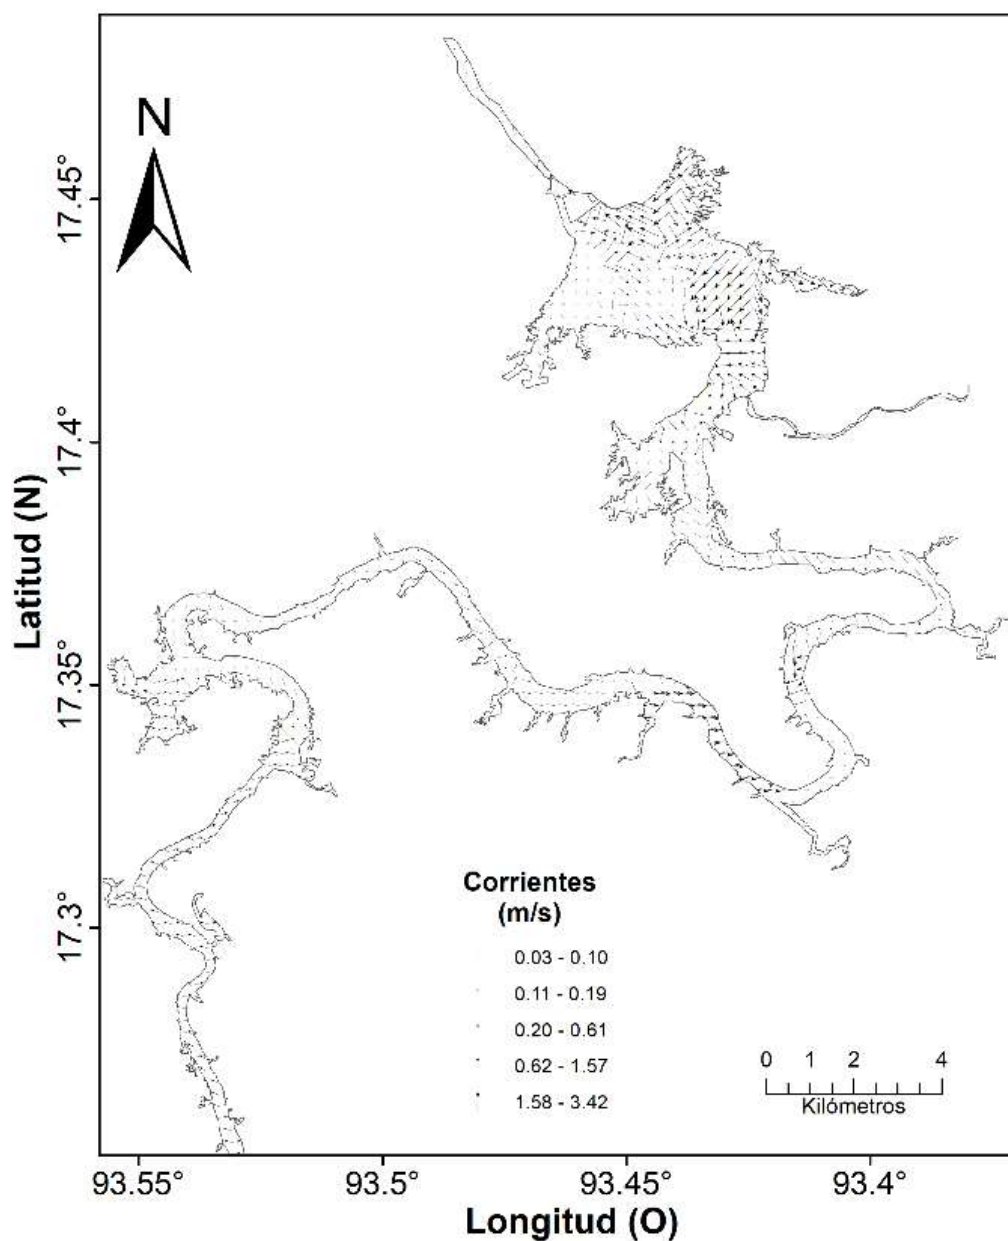 N
Latitud (N)
17.45°
17.4°
17.35°
17.3°
Corrientes
(m/s)
0.03 - 0.10
0.11 - 0.19
0.20 - 0.61
0.62 - 1.57
1.58 - 3.42
0 1 2 4
Kilómetros
93.55° 93.5° 93.45° 93.4°
Longitud (O)